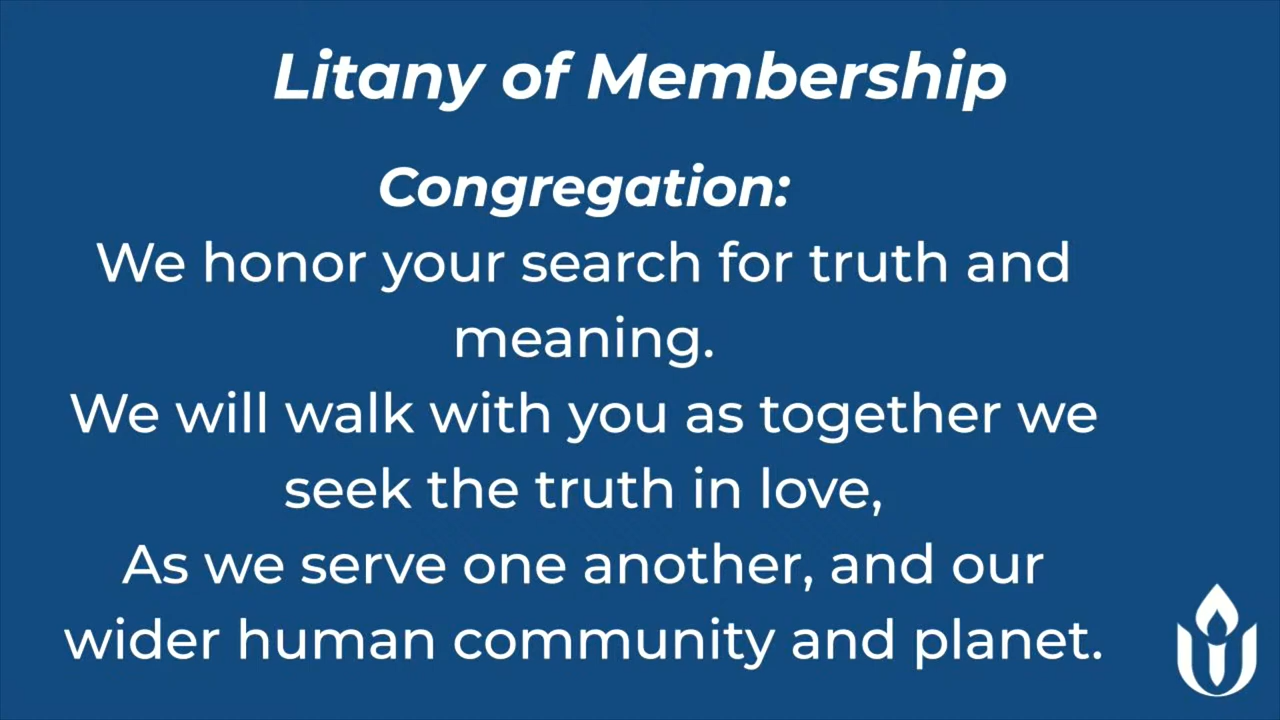 Litany of Membership
Congregation:
We honor your search for truth and
meaning.
We will walk with you as together we
seek the truth in love,
As we serve one another, and our
wider human community and planet.